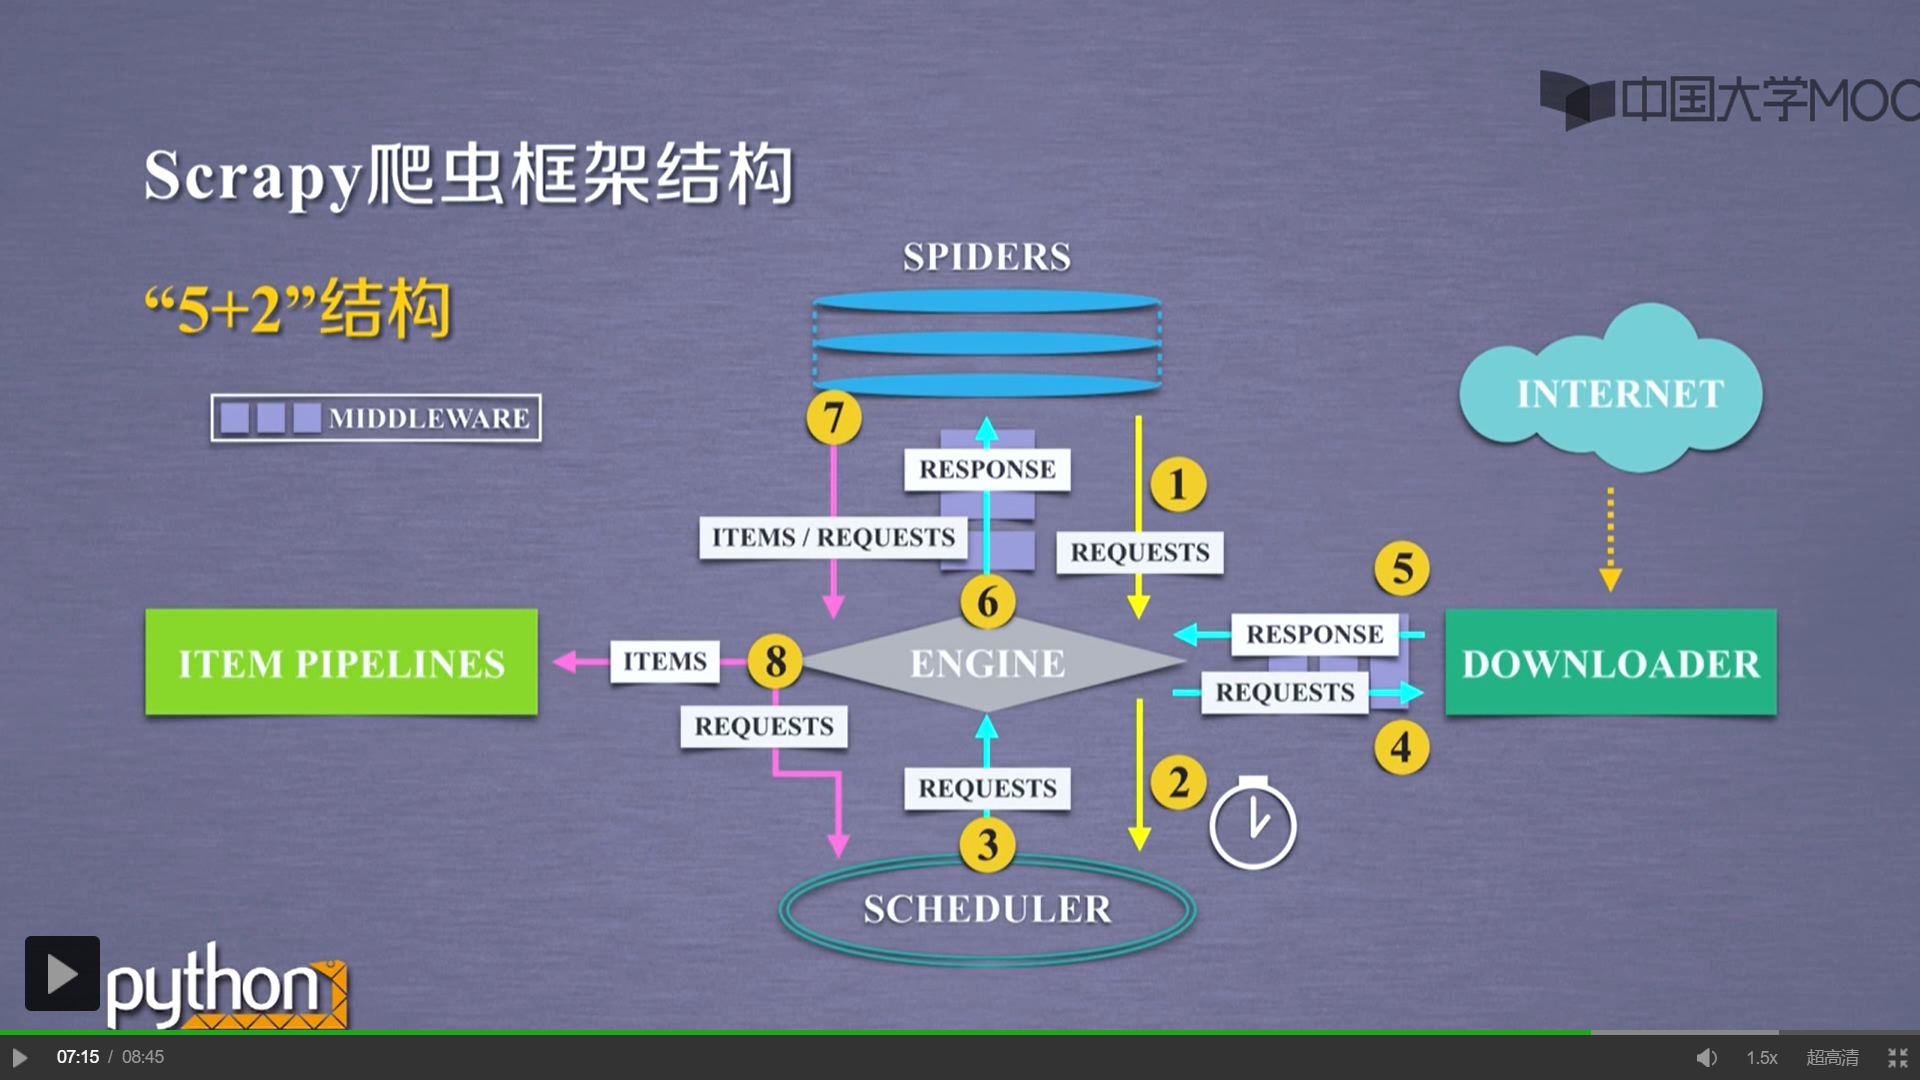 中国大学MOOC
Scrapy爬虫框架结构
“5+2”结构
MIDDLEWARE
SPIDERS
INTERNET
7
RESPONSE
1
ITEMS / REQUESTS
REQUESTS
5
6
RESPONSE
ITEM PIPELINES
ITEMS
8
ENGINE
DOWNLOADER
REQUESTS
REQUESTS
4
REQUESTS
2
3
SCHEDULER
python
07:15 / 08:45
1.5x
超高清